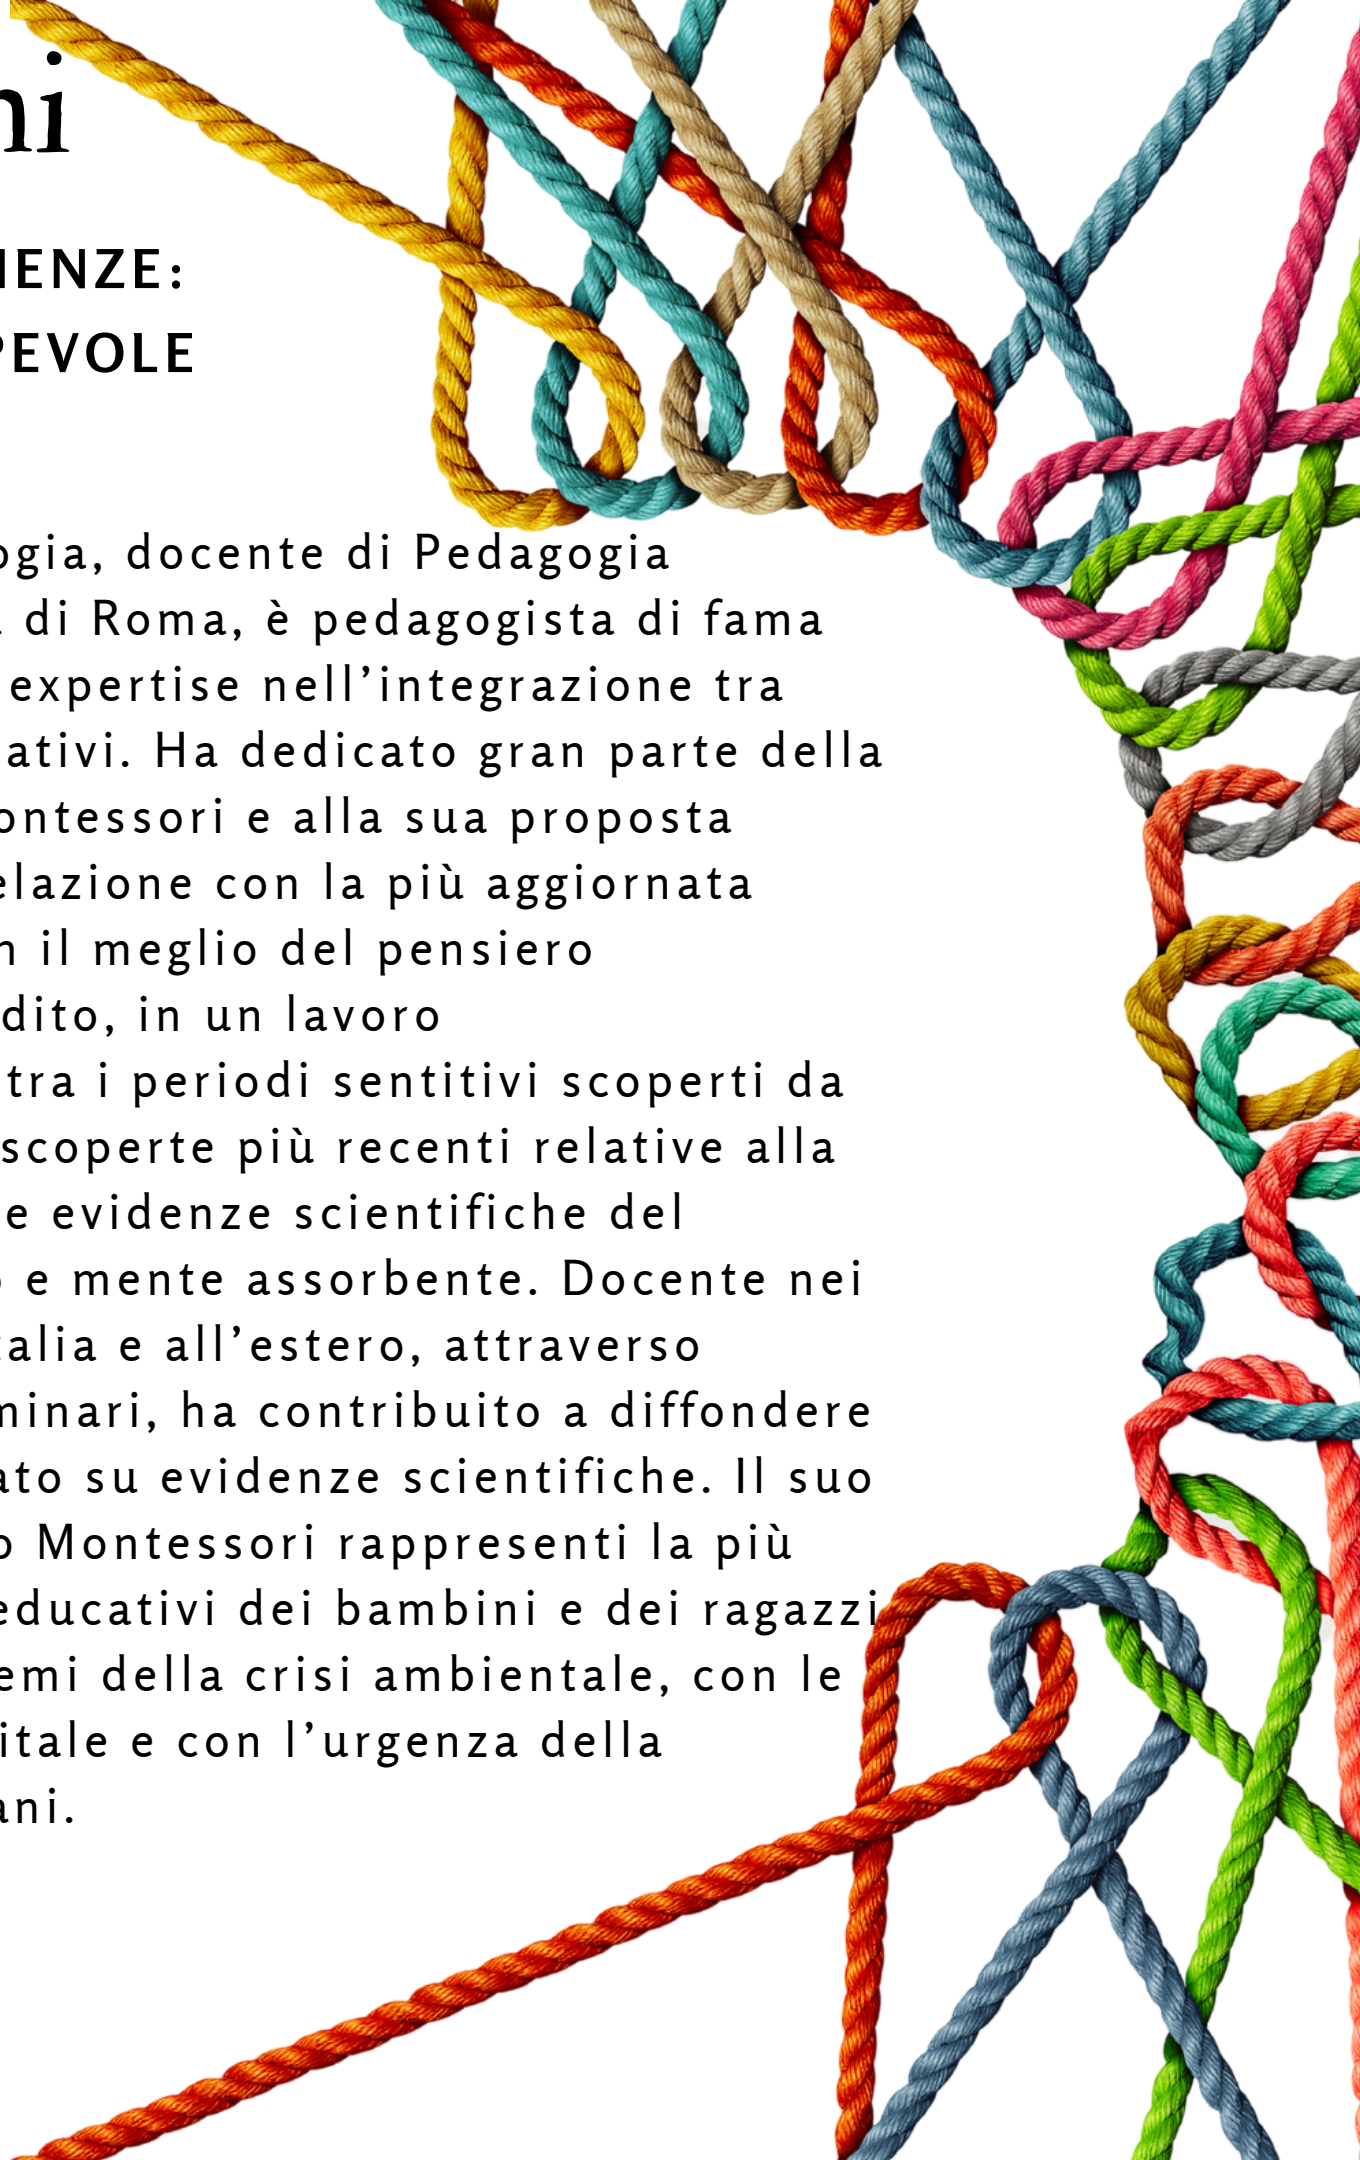 ni
IENZE:
PEVOLE
ogia, docente di Pedagogia
di Roma, è pedagogista di fama
expertise nell’integrazione tra
ativi. Ha dedicato gran parte della
ontessori e alla sua proposta
elazione con la più aggiornata
n il meglio del pensiero
dito, in un lavoro
tra i periodi sentitivi scoperti da
scoperte più recenti relative alla
e evidenze scientifiche del
e mente assorbente. Docente nei
talia e all’estero, attraverso
minari, ha contribuito a diffondere
ato su evidenze scientifiche. Il suo
o Montessori rappresenti la più
educativi dei bambini e dei ragazzi
emi della crisi ambientale, con le
itale e con l’urgenza della
ani.